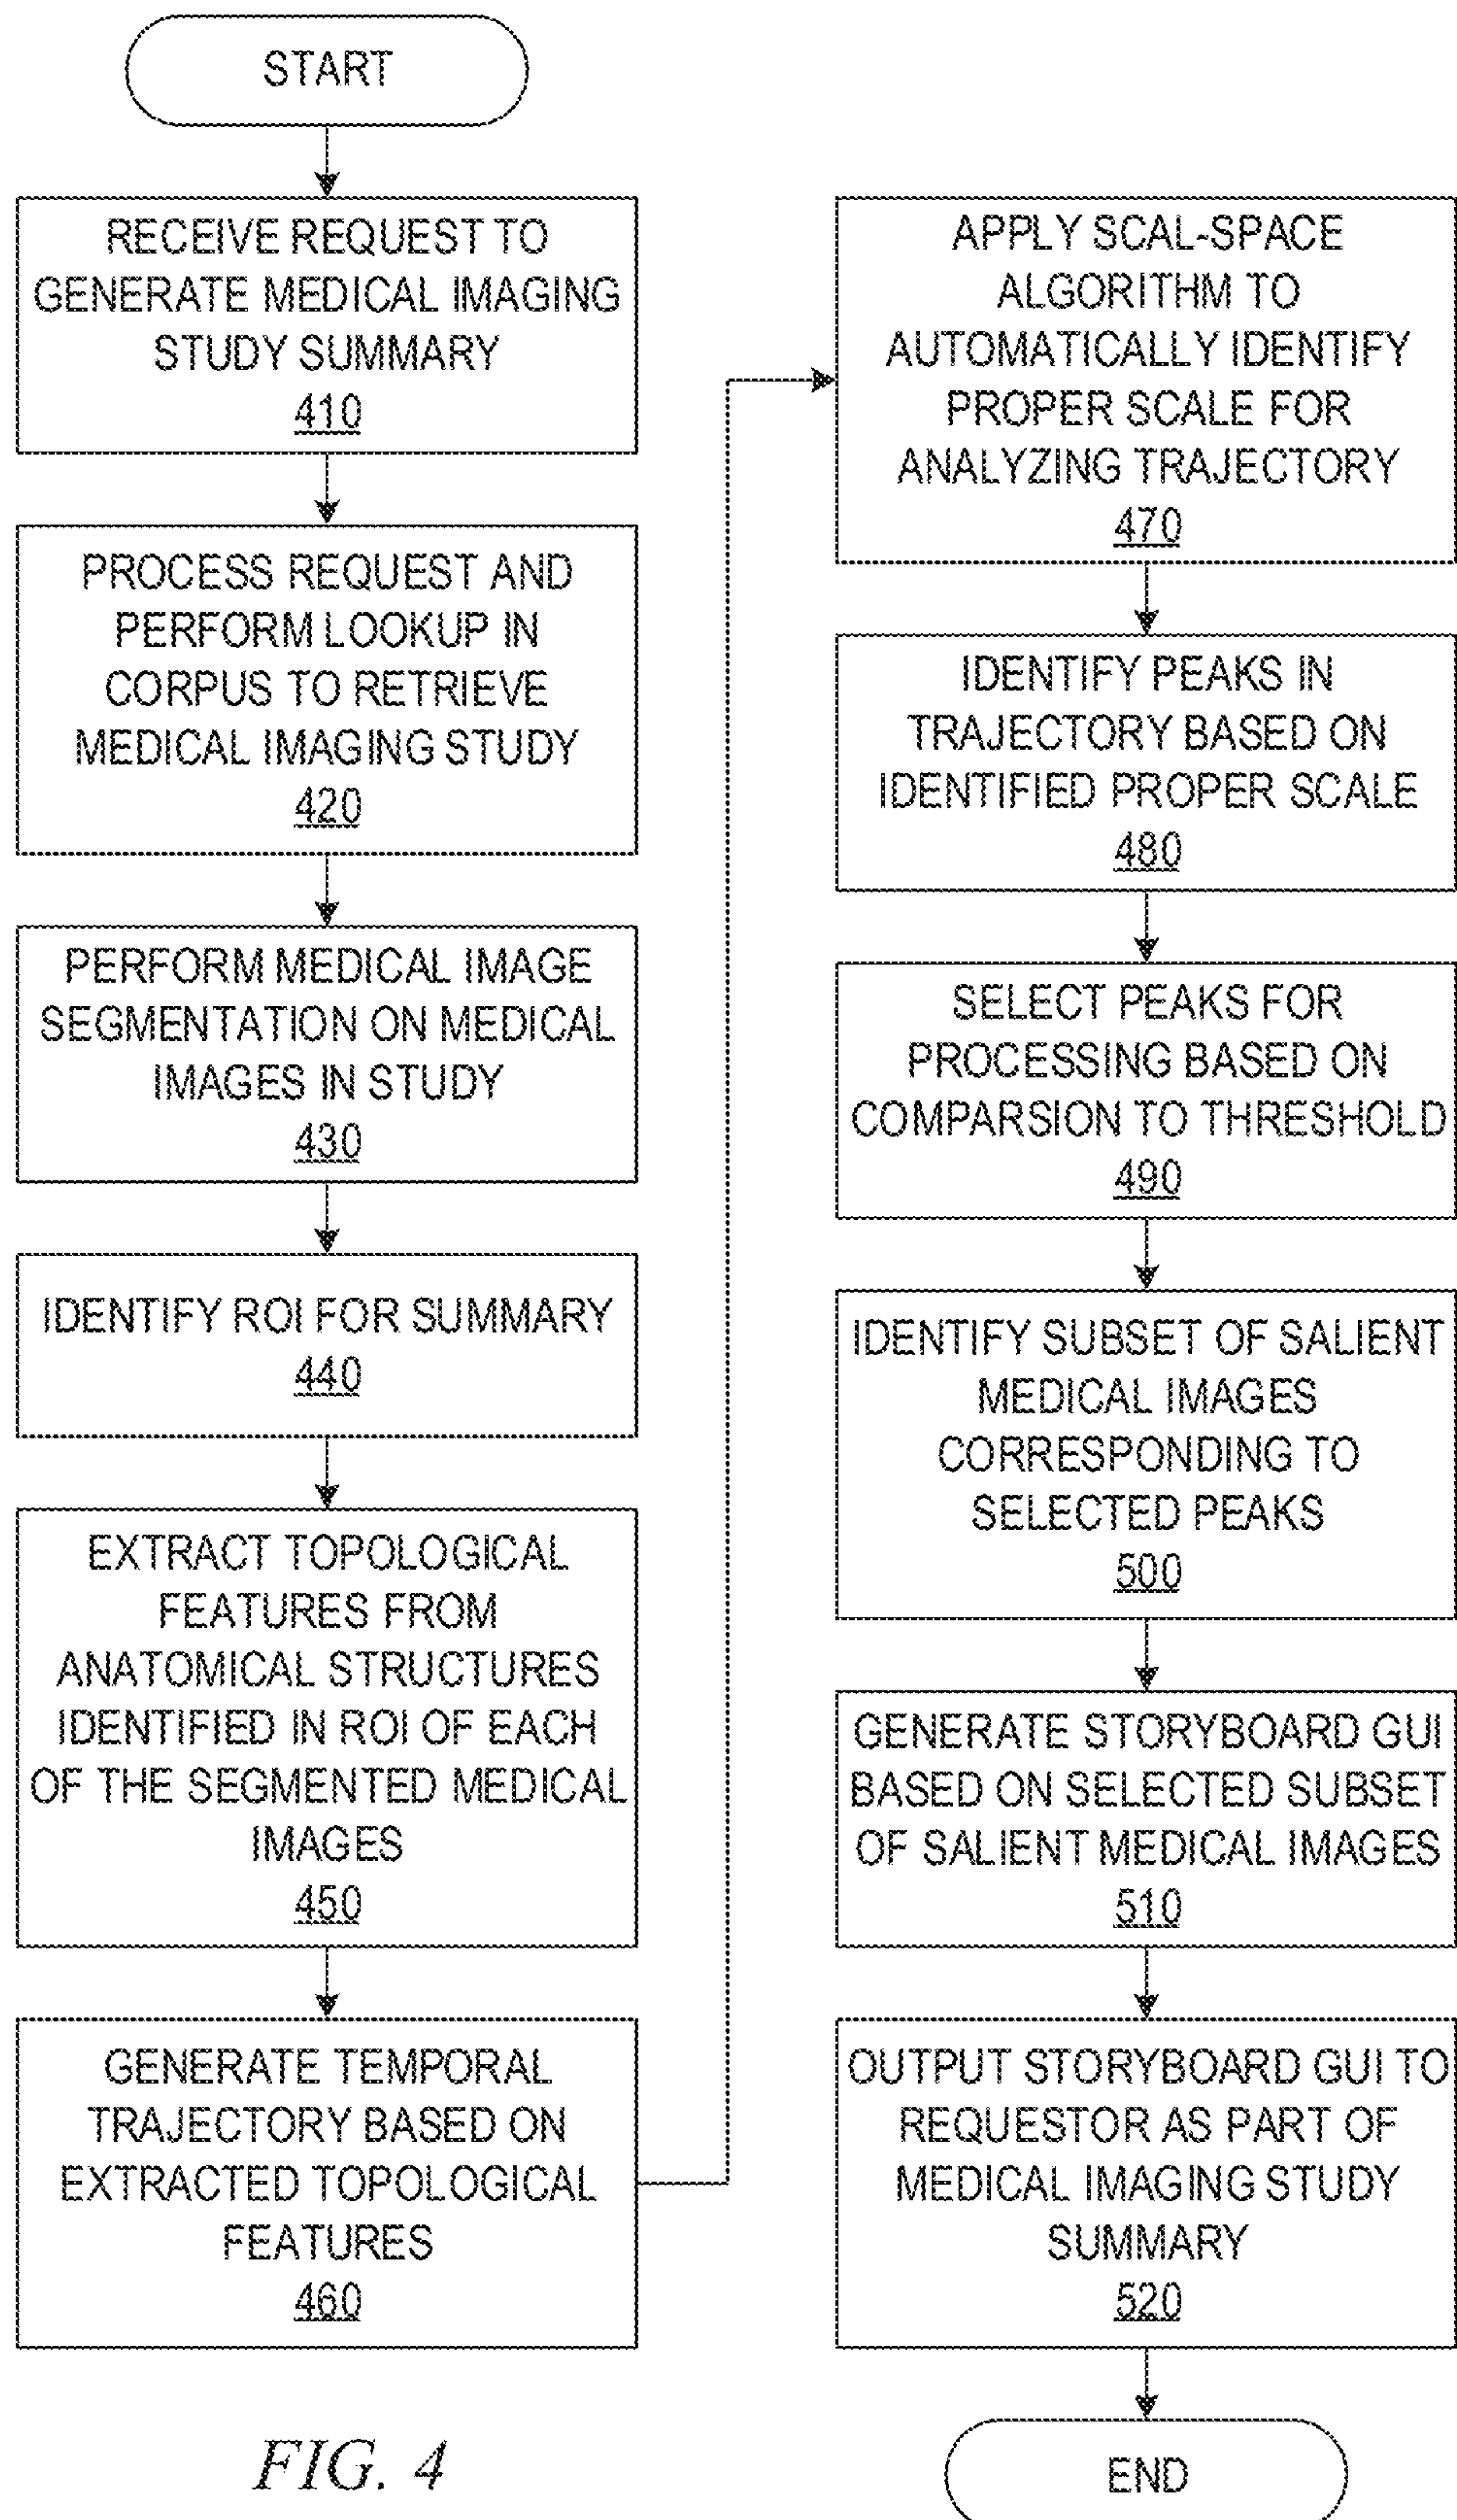 START
RECEIVE REQUEST TO
GENERATE MEDICAL IMAGING
STUDY SUMMARY
410
PROCESS REQUEST AND
PERFORM LOOKUP IN
CORPUS TO RETRIEVE
MEDICAL IMAGING STUDY
420
PERFORM MEDICAL IMAGE
SEGMENTATION ON MEDICAL
IMAGES IN STUDY
430
IDENTIFY ROI FOR SUMMARY
440
EXTRACT TOPOLOGICAL
FEATURES FROM
ANATOMICAL STRUCTURES
IDENTIFIED IN ROI OF EACH
OF THE SEGMENTED MEDICAL
IMAGES
450
GENERATE TEMPORAL
TRAJECTORY BASED ON
EXTRACTED TOPOLOGICAL
FEATURES
460
APPLY SCAL-SPACE
ALGORITHM TO
AUTOMATICALLY IDENTIFY
PROPER SCALE FOR
ANALYZING TRAJECTORY
470
IDENTIFY PEAKS IN
TRAJECTORY BASED ON
IDENTIFIED PROPER SCALE
480
SELECT PEAKS FOR
PROCESSING BASED ON
COMPARSION TO THRESHOLD
490
IDENTIFY SUBSET OF SALIENT
MEDICAL IMAGES
CORRESPONDING TO
SELECTED PEAKS
500
GENERATE STORYBOARD GUI
BASED ON SELECTED SUBSET
OF SALIENT MEDICAL IMAGES
510
OUTPUT STORYBOARD GUI TO
REQUESTOR AS PART OF
MEDICAL IMAGING STUDY
SUMMARY
520
END
FIG. 4